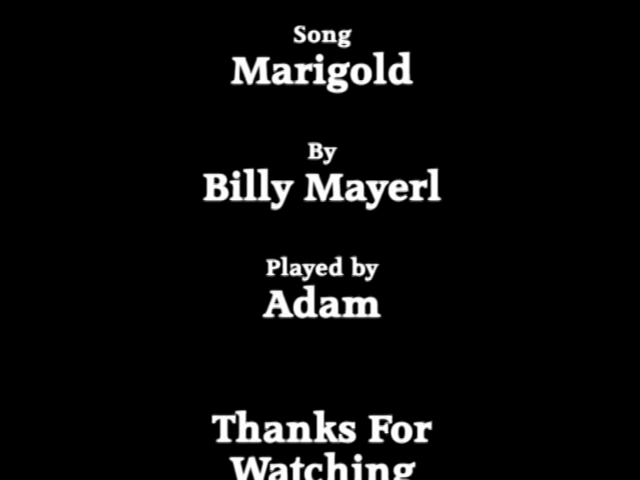 Song
Marigold
By
Billy Mayerl
Played by
Adam
Thanks For
Watching